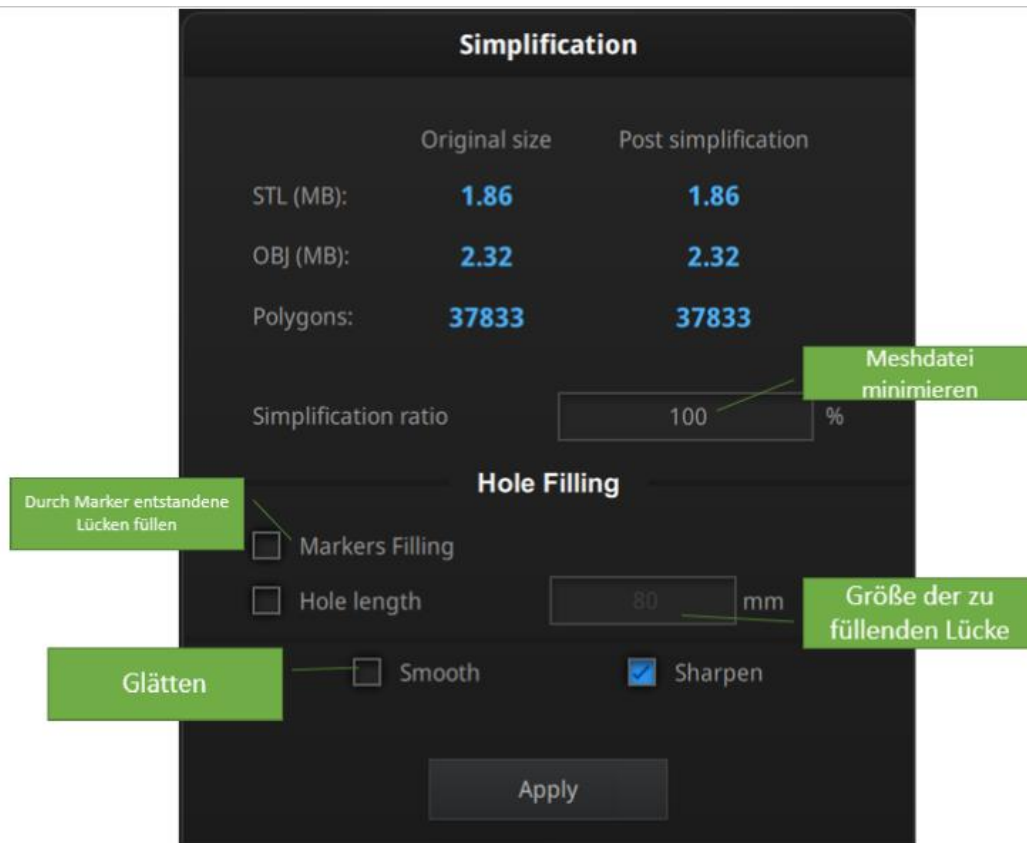 Simplification
Original size Post simplification
STL (MB): 1.86 1.86
OBJ (MB): 2.32 2.32
Polygons: 37833 37833
Meshdatei
minimieren
Simplification ratio 100 %
Hole Filling
Durch Marker entstandene
Lücken füllen
Markers Filling
Hole length 80 mm
Größe der zu
füllenden Lücke
Glätten
Smooth Sharpen
Apply